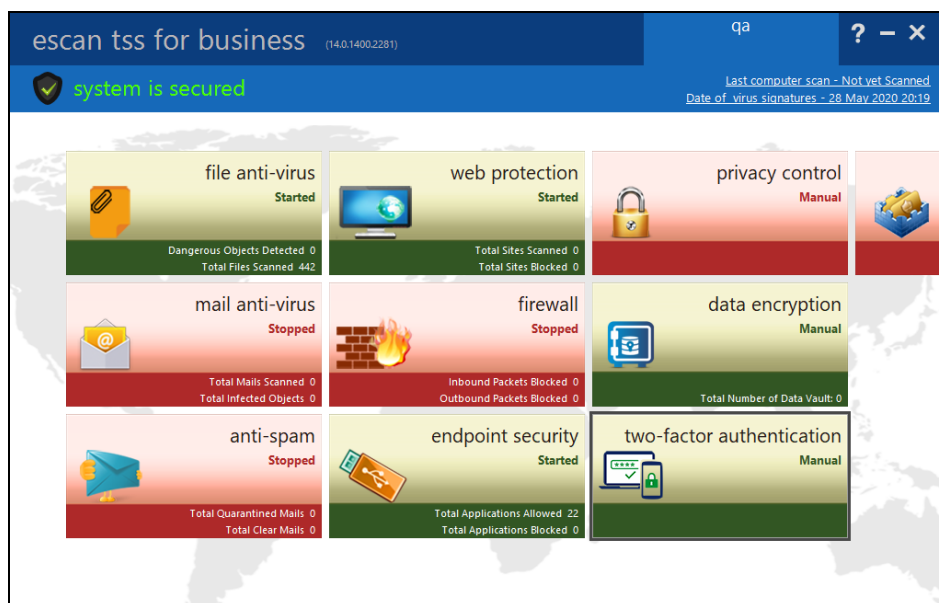 escan tss for business (14.0.1400.2281)
qa
? − ×
system is secured
Last computer scan - Not yet Scanned
Date of virus signatures - 28 May 2020 20:19
file anti-virus
Started
Dangerous Objects Detected 0
Total Files Scanned 442
web protection
Started
Total Sites Scanned 0
Total Sites Blocked 0
privacy control
Manual
mail anti-virus
Stopped
Total Mails Scanned 0
Total Infected Objects 0
firewall
Stopped
Inbound Packets Blocked 0
Outbound Packets Blocked 0
data encryption
Manual
Total Number of Data Vault: 0
anti-spam
Stopped
Total Quarantined Mails 0
Total Clear Mails 0
endpoint security
Started
Total Applications Allowed 22
Total Applications Blocked 0
two-factor authentication
Manual